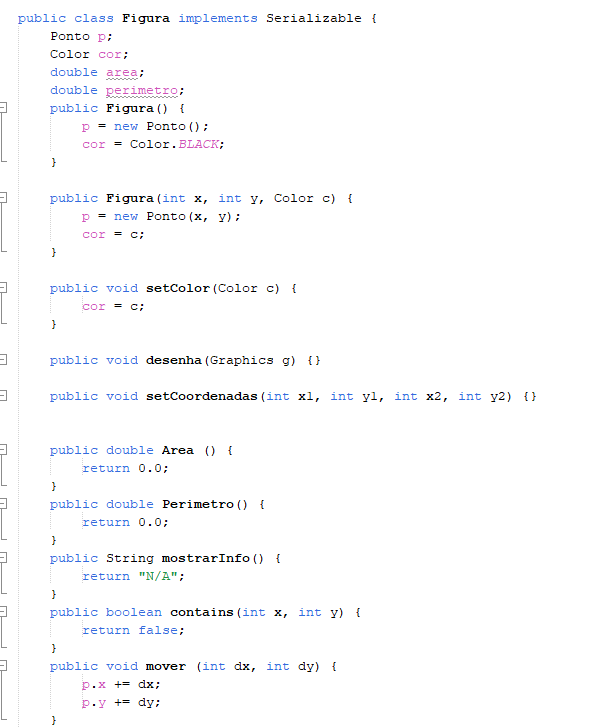 public class Figura implements Serializable {
    Ponto p;
    Color cor;
    double area;
    double perimetro;
    public Figura() {
        p = new Ponto();
        cor = Color.BLACK;
    }

    public Figura(int x, int y, Color c) {
        p = new Ponto(x, y);
        cor = c;
    }

    public void setColor(Color c) {
        cor = c;
    }

    public void desenha(Graphics g) {}

    public void setCoordenadas(int x1, int y1, int x2, int y2) {}


    public double Area () {
        return 0.0;
    }
    public double Perimetro() {
        return 0.0;
    }
    public String mostrarInfo() {
        return "N/A";
    }
    public boolean contains(int x, int y) {
        return false;
    }
    public void mover (int dx, int dy) {
        p.x += dx;
        p.y += dy;
    }